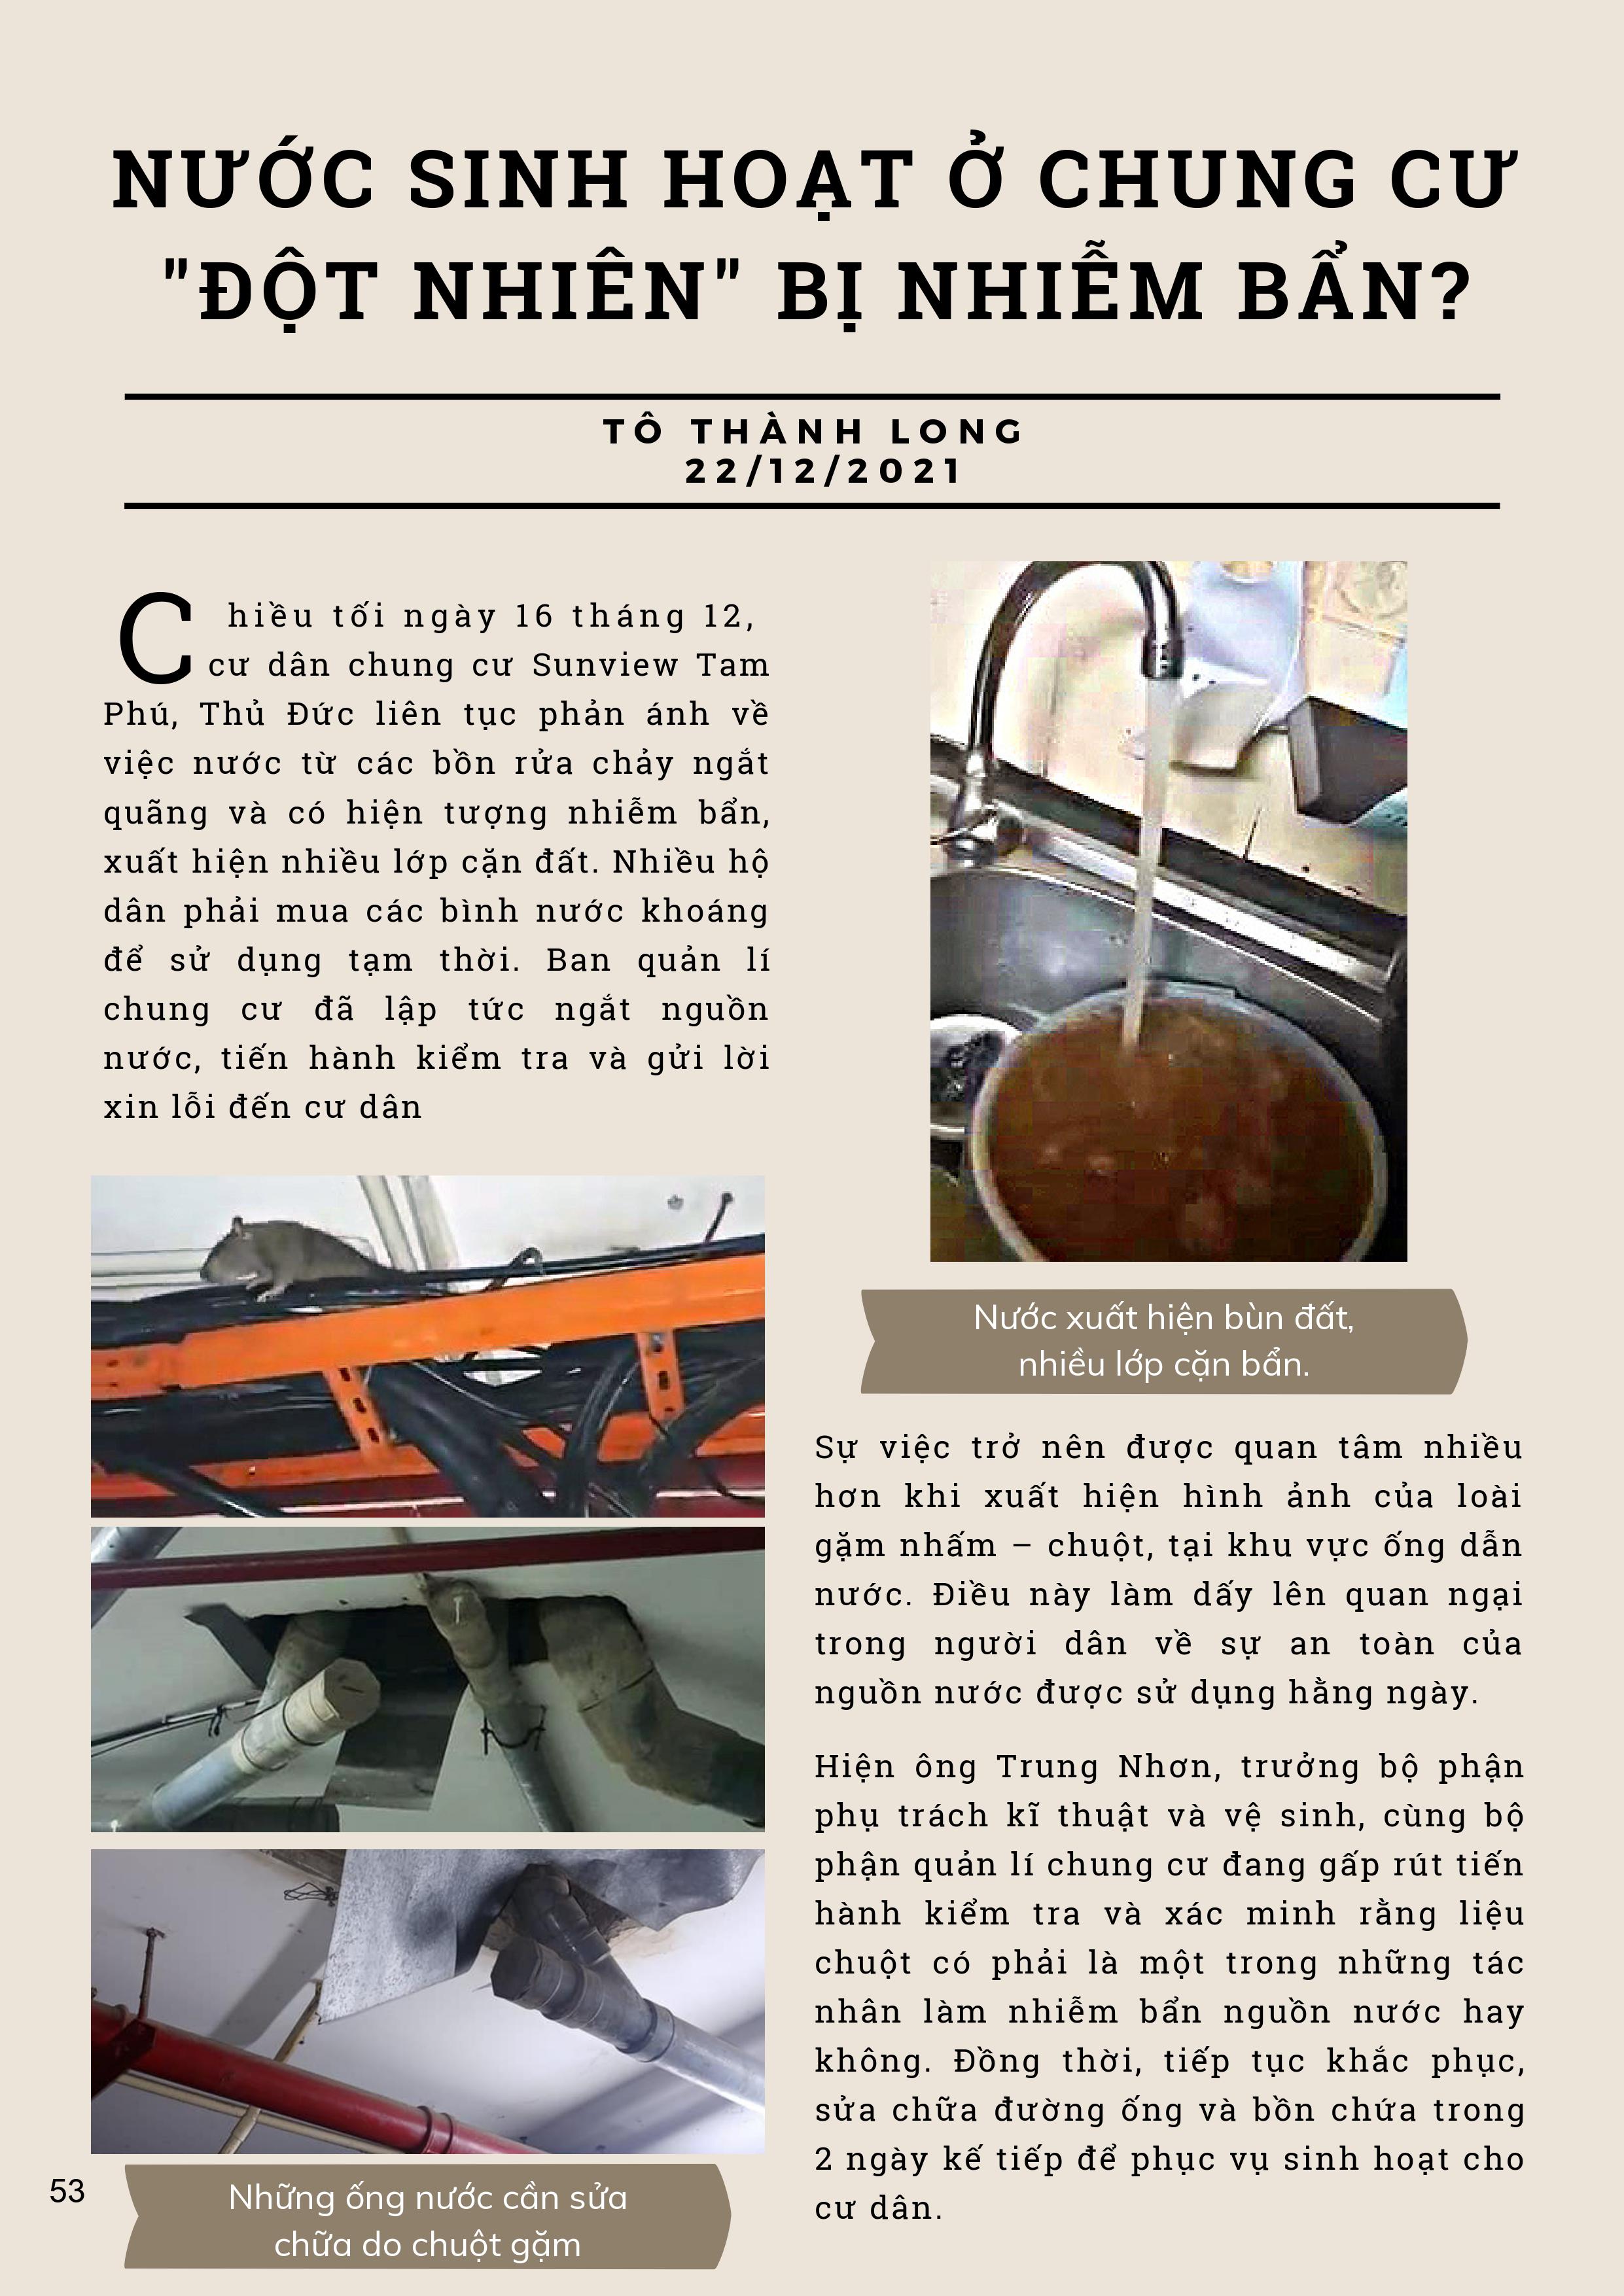 NƯỚC SINH HOẠT Ở CHUNG CƯ
"ĐỘT NHIÊN" BỊ NHIỄM BẨN?
TÔ THÀNH LONG
22/12/2021
Chiều tối ngày 16 tháng 12,
cư dân chung cư Sunview Tam
Phú, Thủ Đức liên tục phản ánh về
việc nước từ các bồn rửa chảy ngắt
quãng và có hiện tượng nhiễm bẩn,
xuất hiện nhiều lớp cặn đất. Nhiều hộ
dân phải mua các bình nước khoáng
để sử dụng tạm thời. Ban quản lí
chung cư đã lập tức ngắt nguồn
nước, tiến hành kiểm tra và gửi lời
xin lỗi đến cư dân
Những ống nước cần sửa
chữa do chuột gặm
Nước xuất hiện bùn đất,
nhiều lớp cặn bẩn.
Sự việc trở nên được quan tâm nhiều
hơn khi xuất hiện hình ảnh của loài
gặm nhấm – chuột, tại khu vực ống dẫn
nước. Điều này làm dấy lên quan ngại
trong người dân về sự an toàn của
nguồn nước được sử dụng hằng ngày.
Hiện ông Trung Nhơn, trưởng bộ phận
phụ trách kĩ thuật và vệ sinh, cùng bộ
phận quản lí chung cư đang gấp rút tiến
hành kiểm tra và xác minh rằng liệu
chuột có phải là một trong những tác
nhân làm nhiễm bẩn nguồn nước hay
không. Đồng thời, tiếp tục khắc phục,
sửa chữa đường ống và bồn chứa trong
2 ngày kế tiếp để phục vụ sinh hoạt cho
cư dân.
53